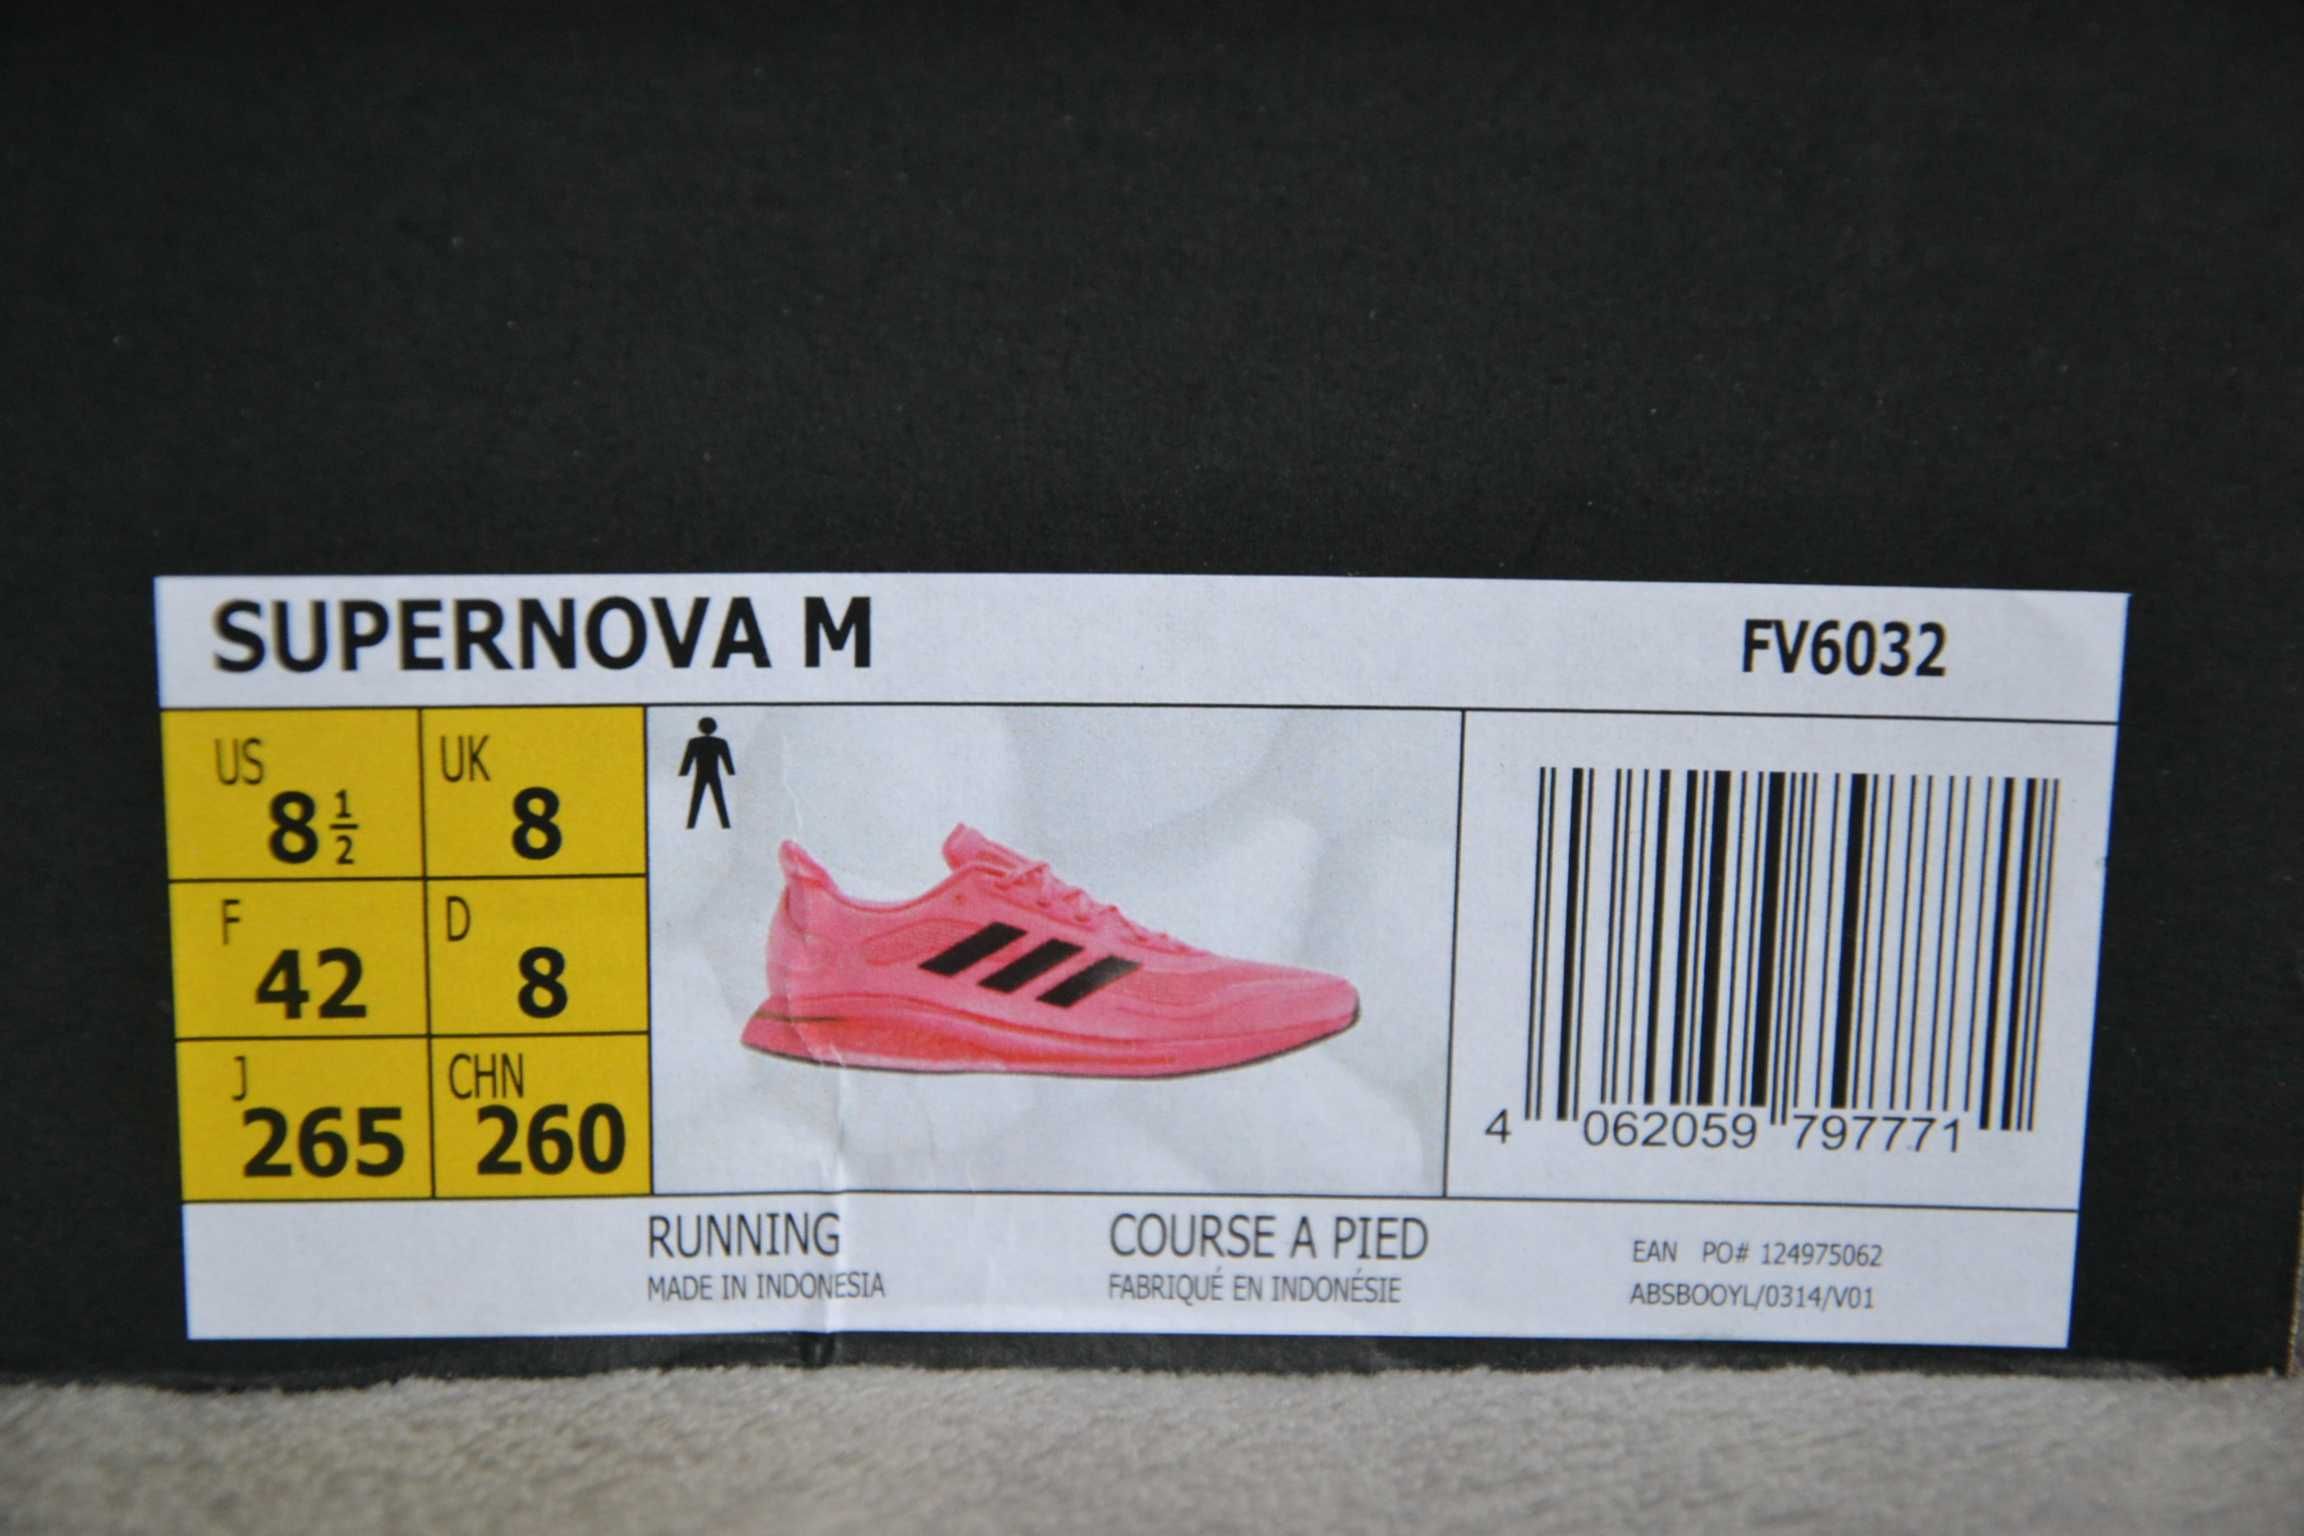 SUPERNOVA M FV6032
US UK
8 1/2 8
F D
42 8
J CHN
265 260
4 062059 797771
RUNNING COURSE A PIED EAN PO# 124975062
MADE IN INDONESIA FABRIQUÉ EN INDONÉSIE ABSBOOYL/0314/V01